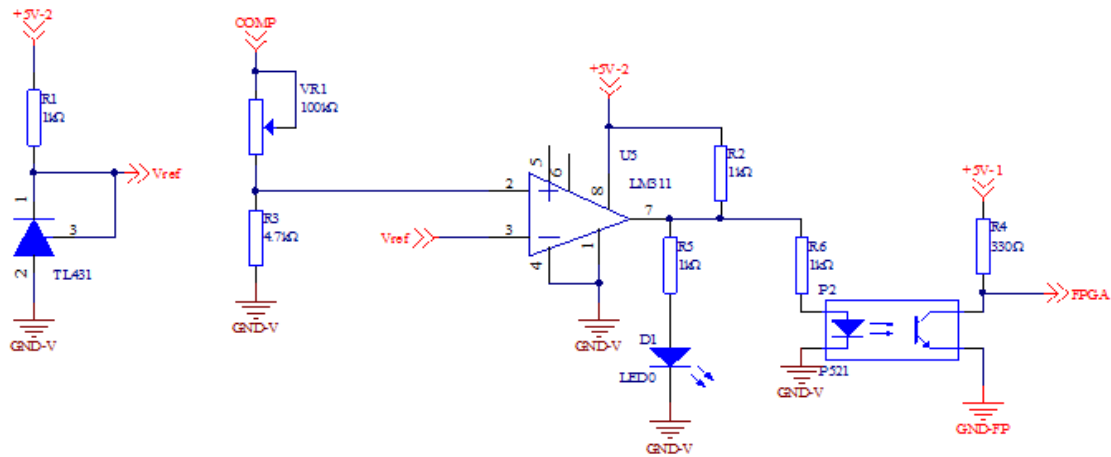 +5V-2
R1
1kΩ
Vref
1
3
2
TL431
GND-V
COMP
VR1
100kΩ
R3
4.7kΩ
GND-V
Vref
+5V-2
5
6
U5
LM311
8
2
3
7
4
1
GND-V
R2
1kΩ
R5
1kΩ
D1
LED0
GND-V
R6
1kΩ
P2
P521
GND-V
+5V-1
R4
330Ω
FPGA
GND-FP